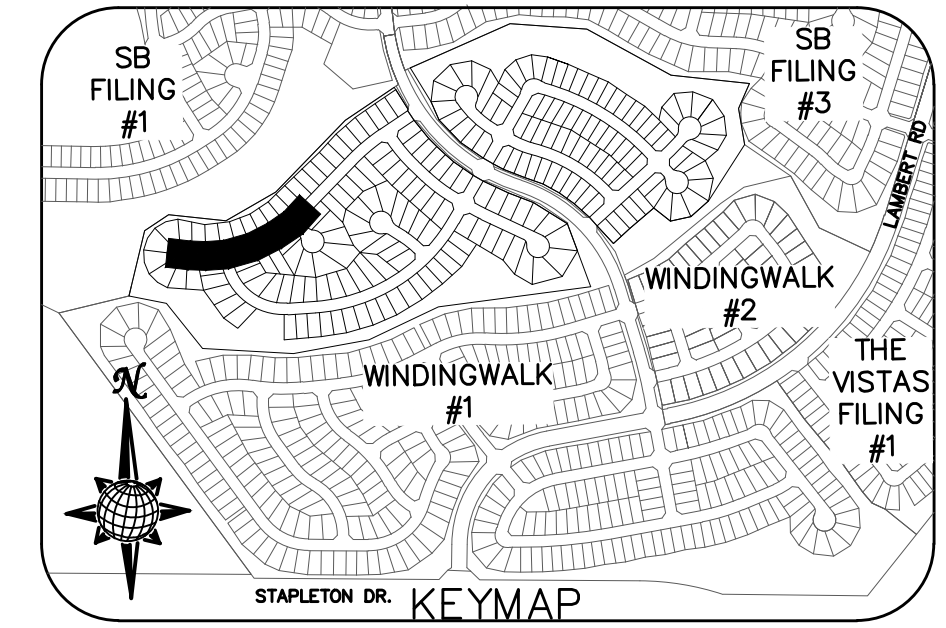 SB
FILING
#1
SB
FILING
#3
LAMBERT RD
WINDINGWALK
#2
THE
VISTAS
FILING
#1
WINDINGWALK
#1
N
STAPLETON DR.
KEYMAP